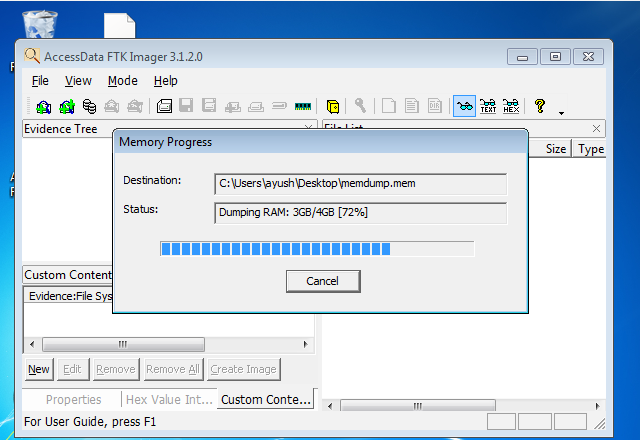 AccessData FTK Imager 3.1.2.0
File View Mode Help
TEXT HEX ?
Evidence Tree
File List
Size Type
Memory Progress
Destination: C:\Users\ayush\Desktop\memdump.mem
Status: Dumping RAM: 3GB/4GB [72%]
Cancel
Custom Content
Evidence:File Sys
New Edit Remove Remove All Create Image
Properties Hex Value Int... Custom Conte...
For User Guide, press F1